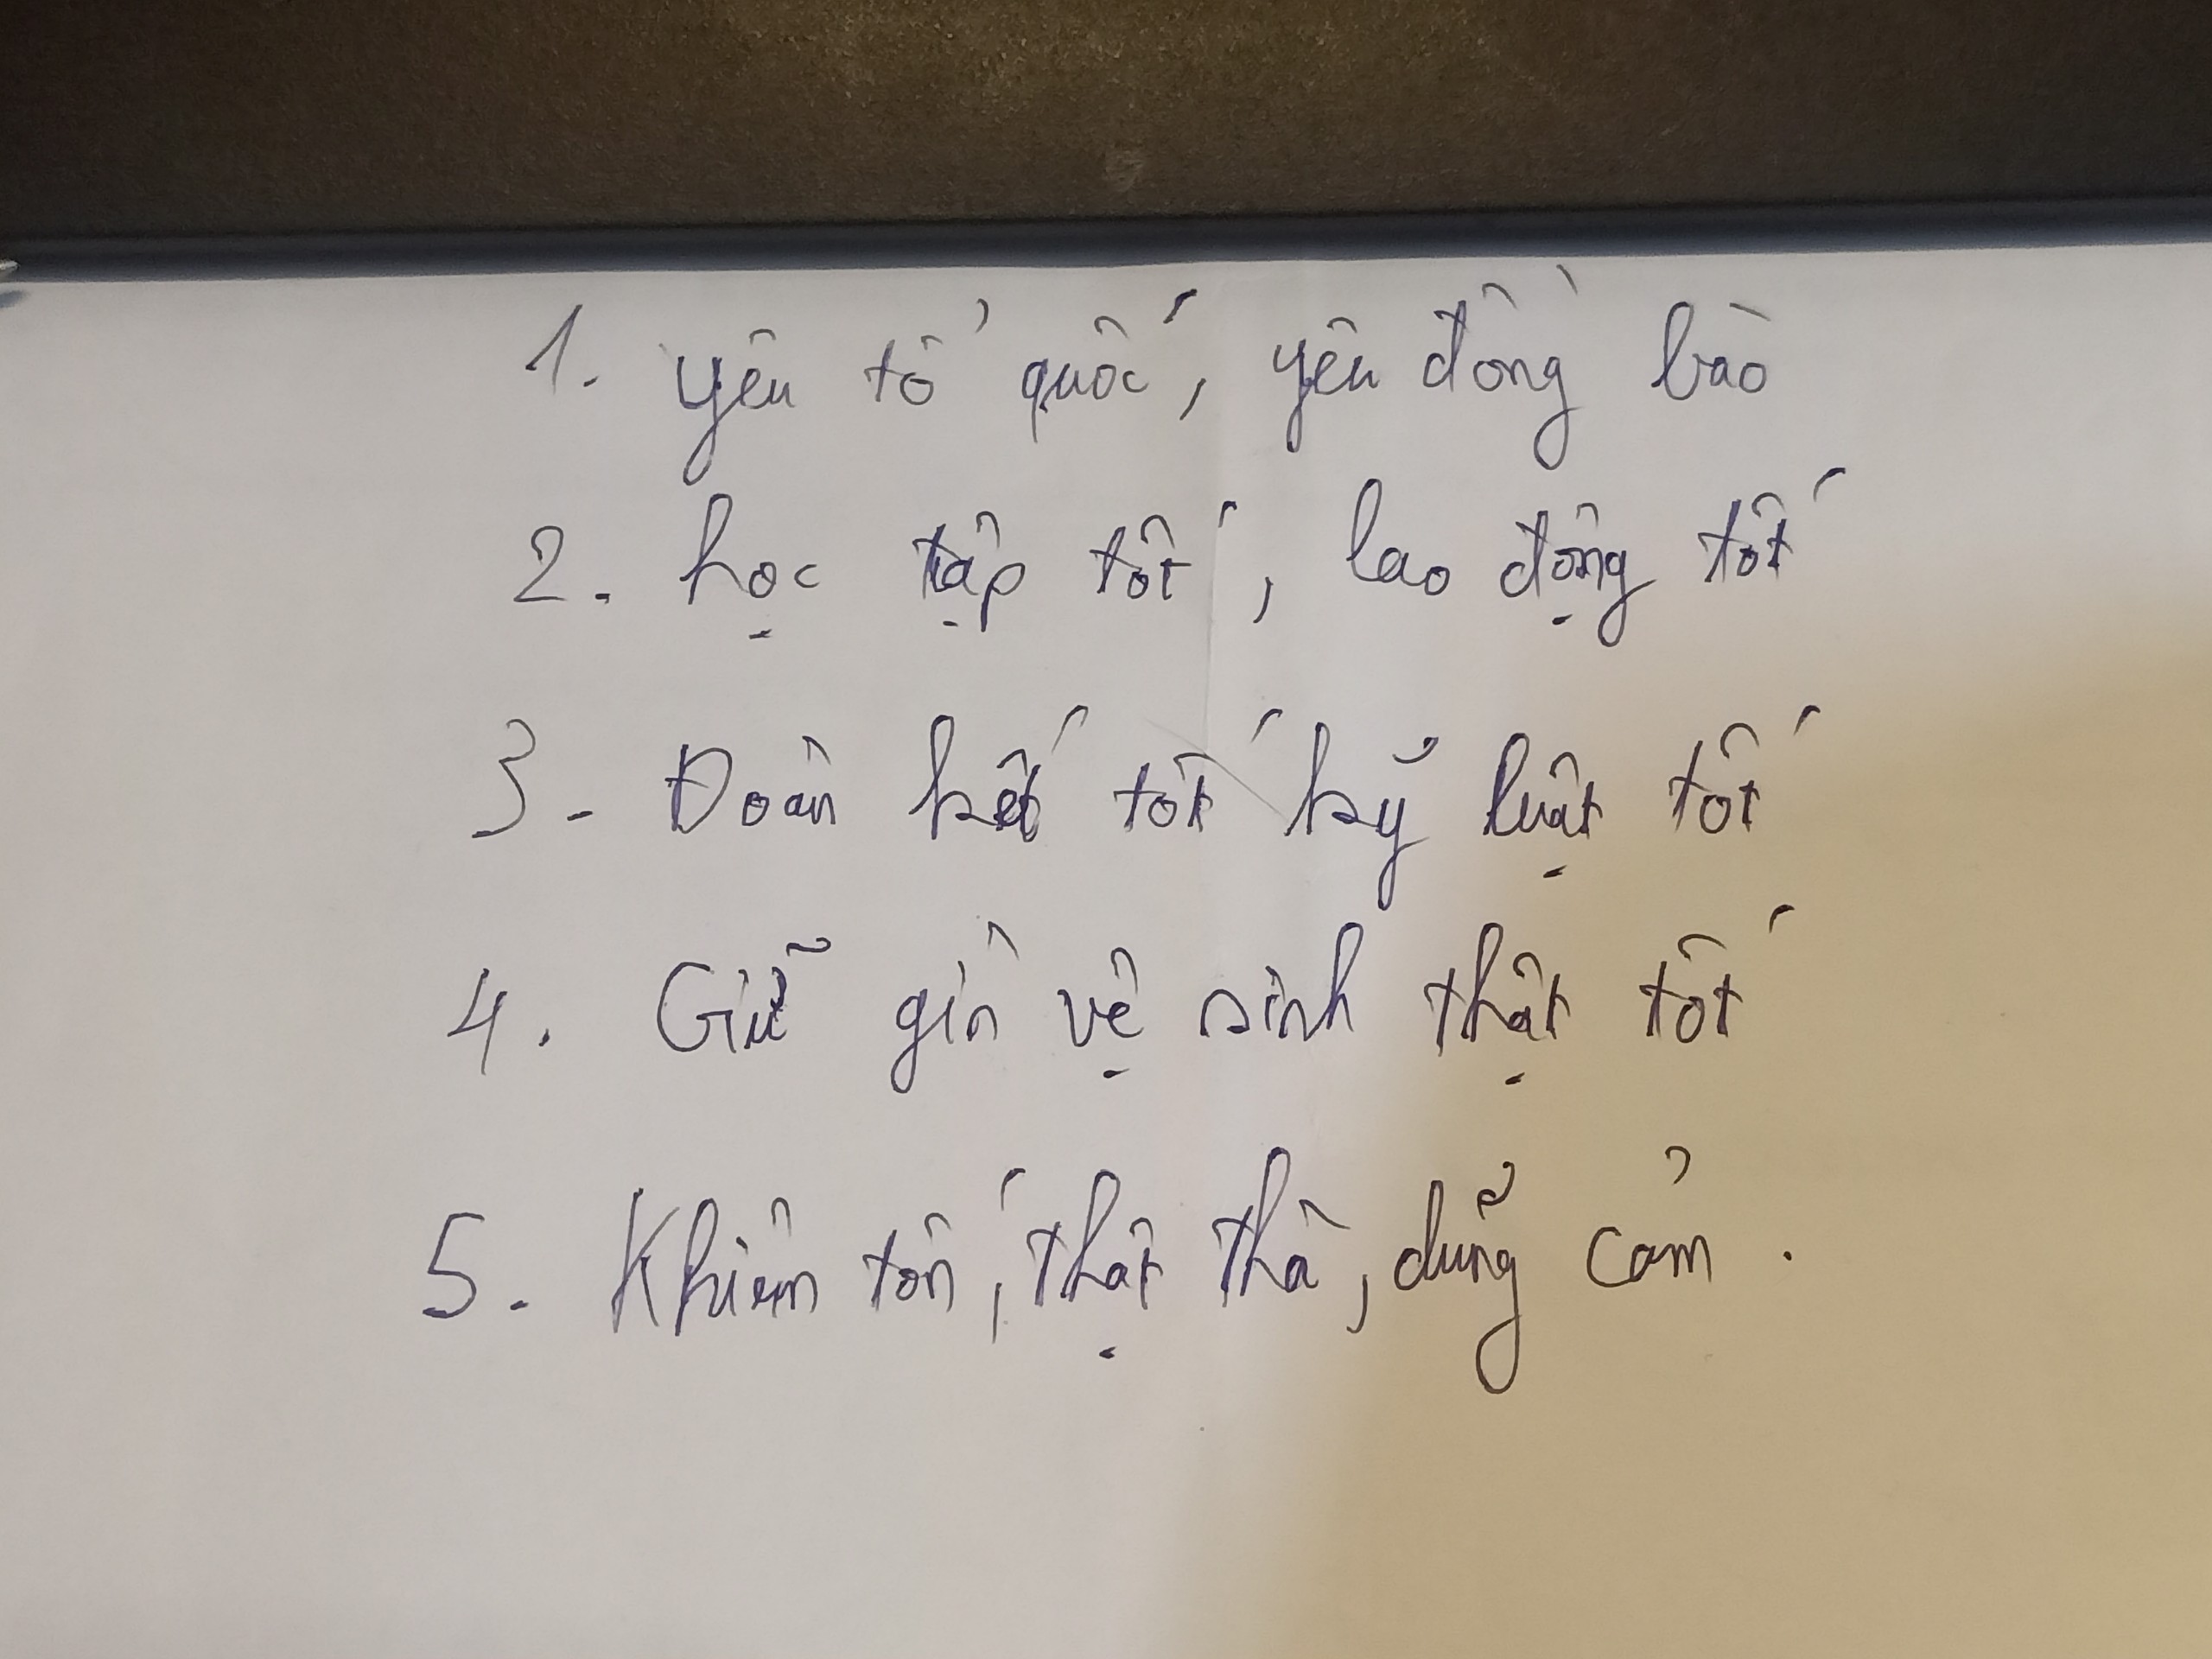 1. yêu tổ quốc, yêu đồng bào
2. học tập tốt, lao động tốt
3. Đoàn kết tốt kỷ luật tốt
4. Giữ gìn vệ sinh thật tốt
5. Khiêm tốn, thật thà, dũng cảm.